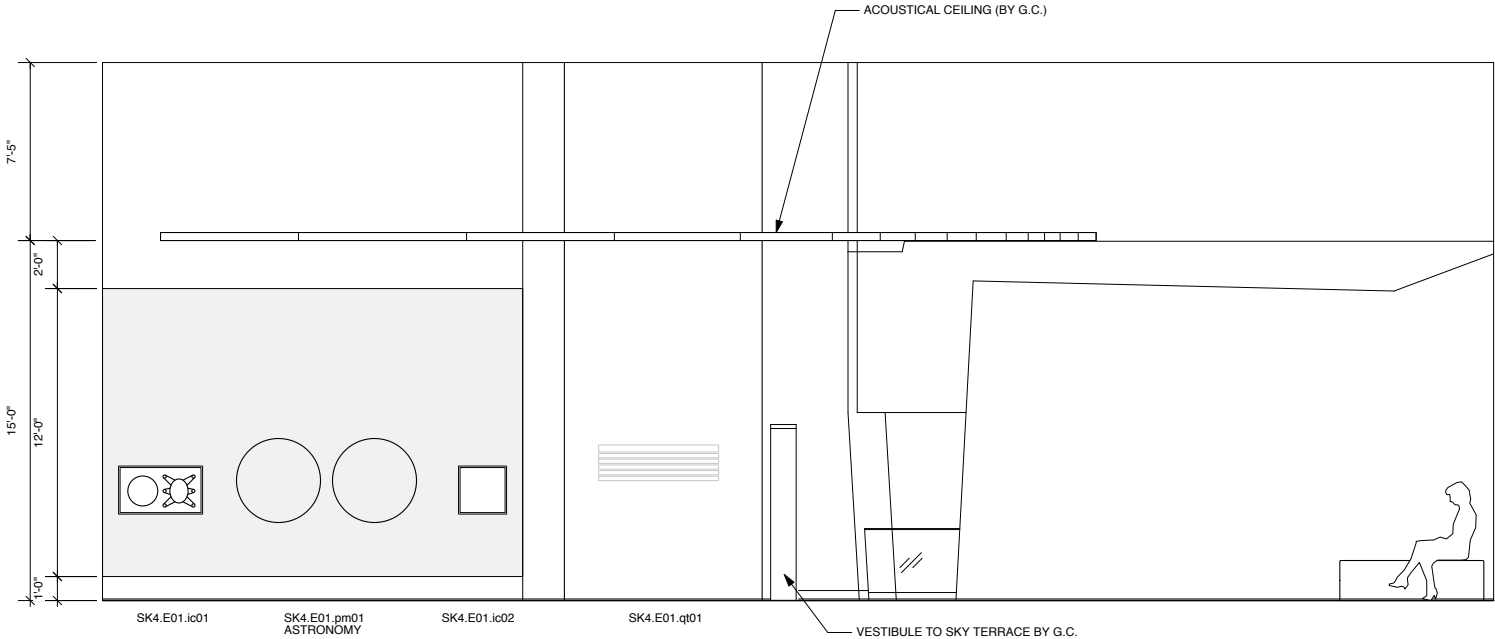 ACOUSTICAL CEILING (BY G.C.)
7'-5"
2'-0"
15'-0"
12'-0"
1'-0"
SK4.E01.ic01
SK4.E01.pm01
ASTRONOMY
SK4.E01.ic02
SK4.E01.qt01
VESTIBULE TO SKY TERRACE BY G.C.